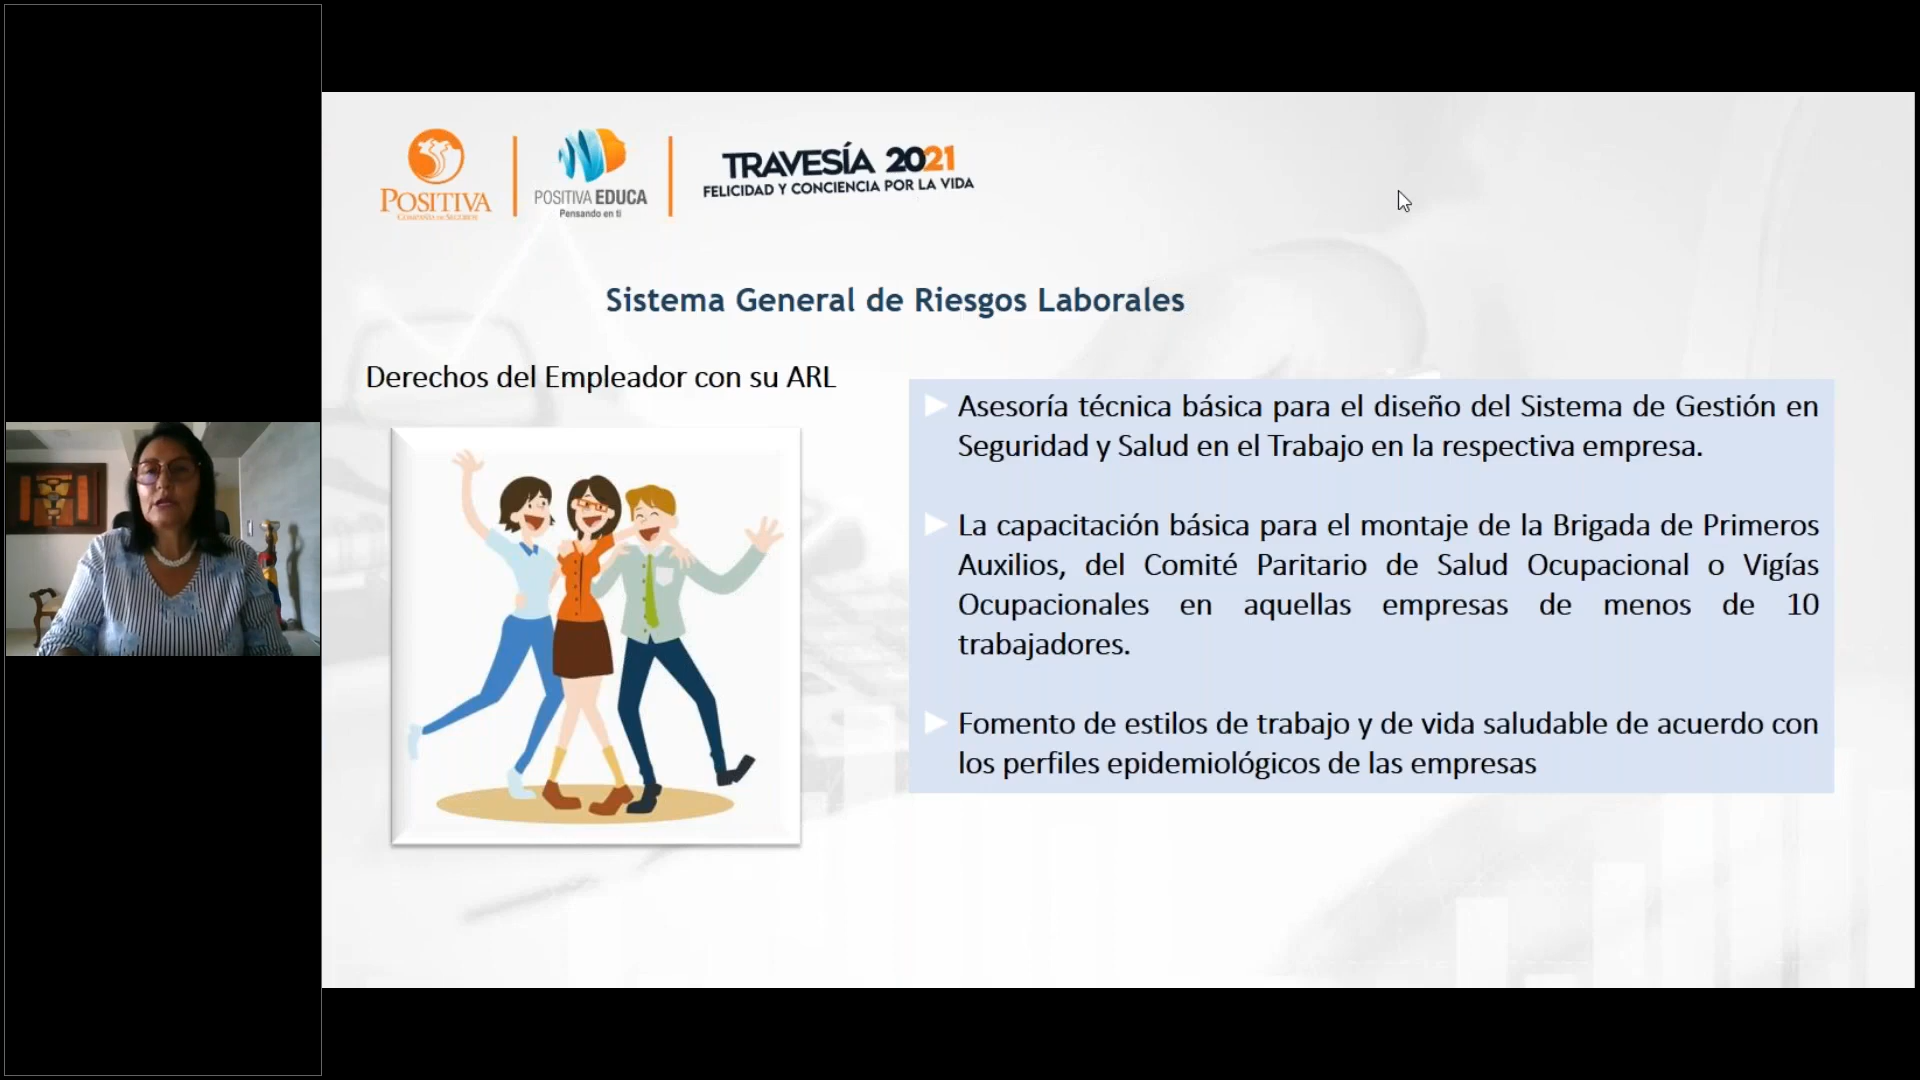 POSITIVA
COMPAÑÍA DE SEGUROS
POSITIVA EDUCA
Pensando en ti
TRAVESÍA 2021
FELICIDAD Y CONCIENCIA POR LA VIDA
Sistema General de Riesgos Laborales
Derechos del Empleador con su ARL
Asesoría técnica básica para el diseño del Sistema de Gestión en
Seguridad y Salud en el Trabajo en la respectiva empresa.
La capacitación básica para el montaje de la Brigada de Primeros
Auxilios, del Comité Paritario de Salud Ocupacional o Vigías
Ocupacionales en aquellas empresas de menos de 10
trabajadores.
Fomento de estilos de trabajo y de vida saludable de acuerdo con
los perfiles epidemiológicos de las empresas